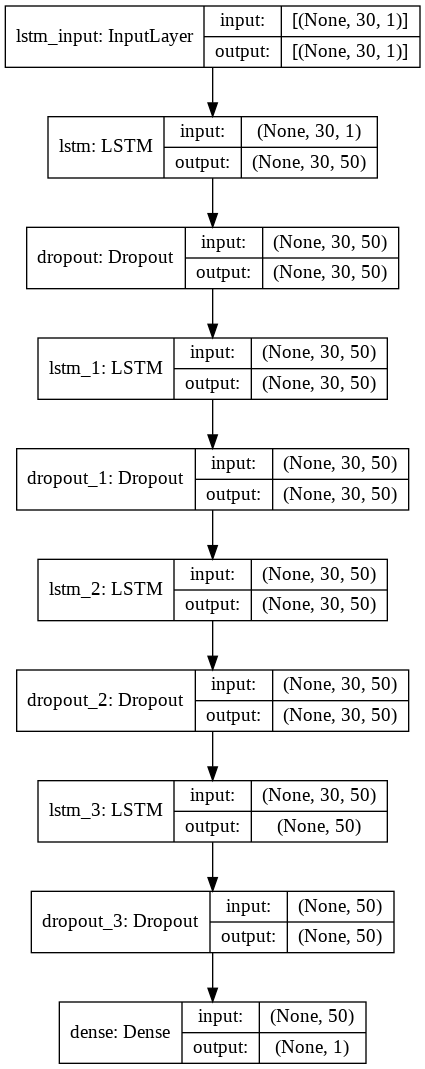 lstm_input: InputLayer input: [(None, 30, 1)]
output: [(None, 30, 1)]
lstm: LSTM input: (None, 30, 1)
output: (None, 30, 50)
dropout: Dropout input: (None, 30, 50)
output: (None, 30, 50)
lstm_1: LSTM input: (None, 30, 50)
output: (None, 30, 50)
dropout_1: Dropout input: (None, 30, 50)
output: (None, 30, 50)
lstm_2: LSTM input: (None, 30, 50)
output: (None, 30, 50)
dropout_2: Dropout input: (None, 30, 50)
output: (None, 30, 50)
lstm_3: LSTM input: (None, 30, 50)
output: (None, 50)
dropout_3: Dropout input: (None, 50)
output: (None, 50)
dense: Dense input: (None, 50)
output: (None, 1)